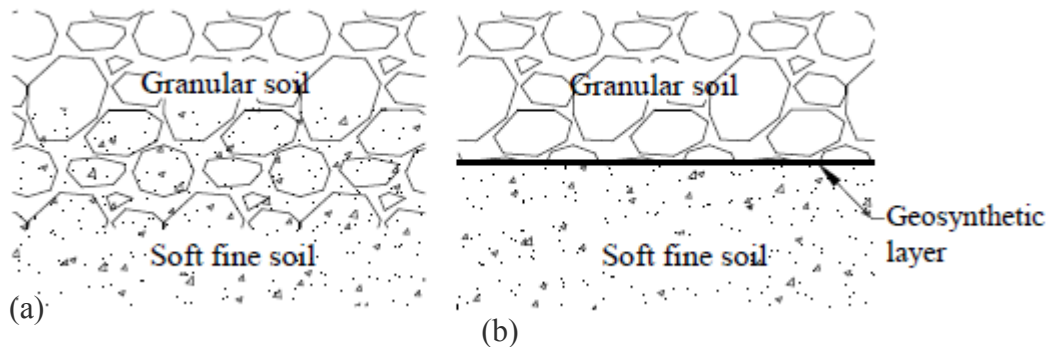 Granular soil
Soft fine soil
(a)
Granular soil
Soft fine soil
(b)
Geosynthetic
layer